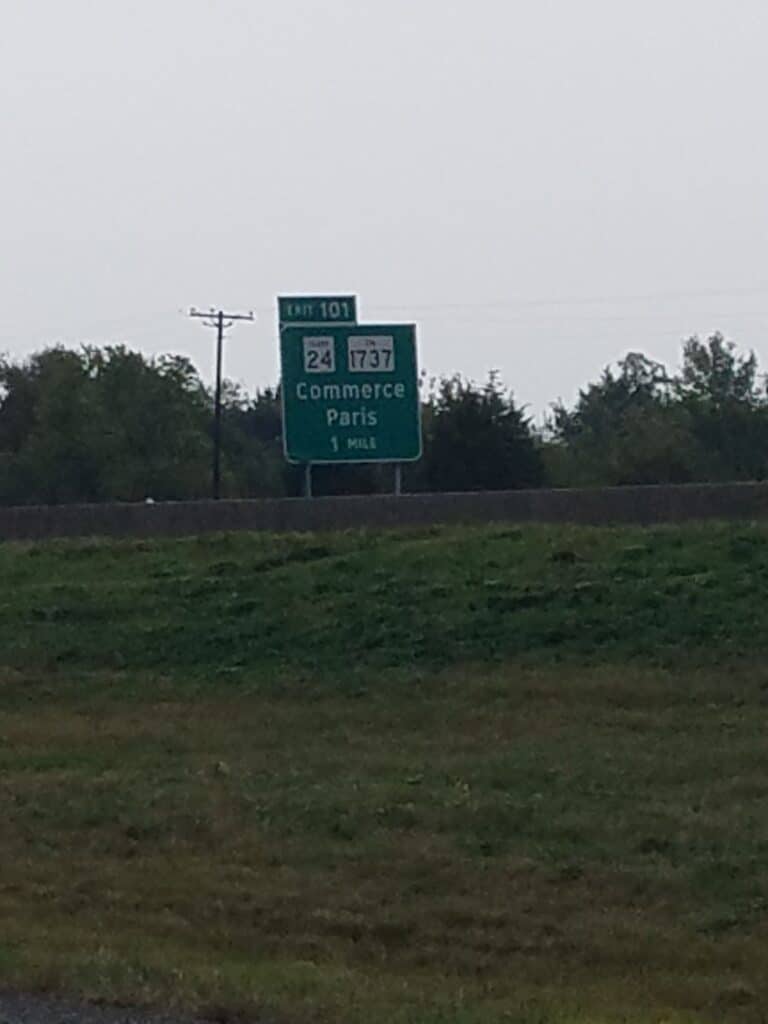 EXIT 101
24 1737
Commerce
Paris
1 MILE